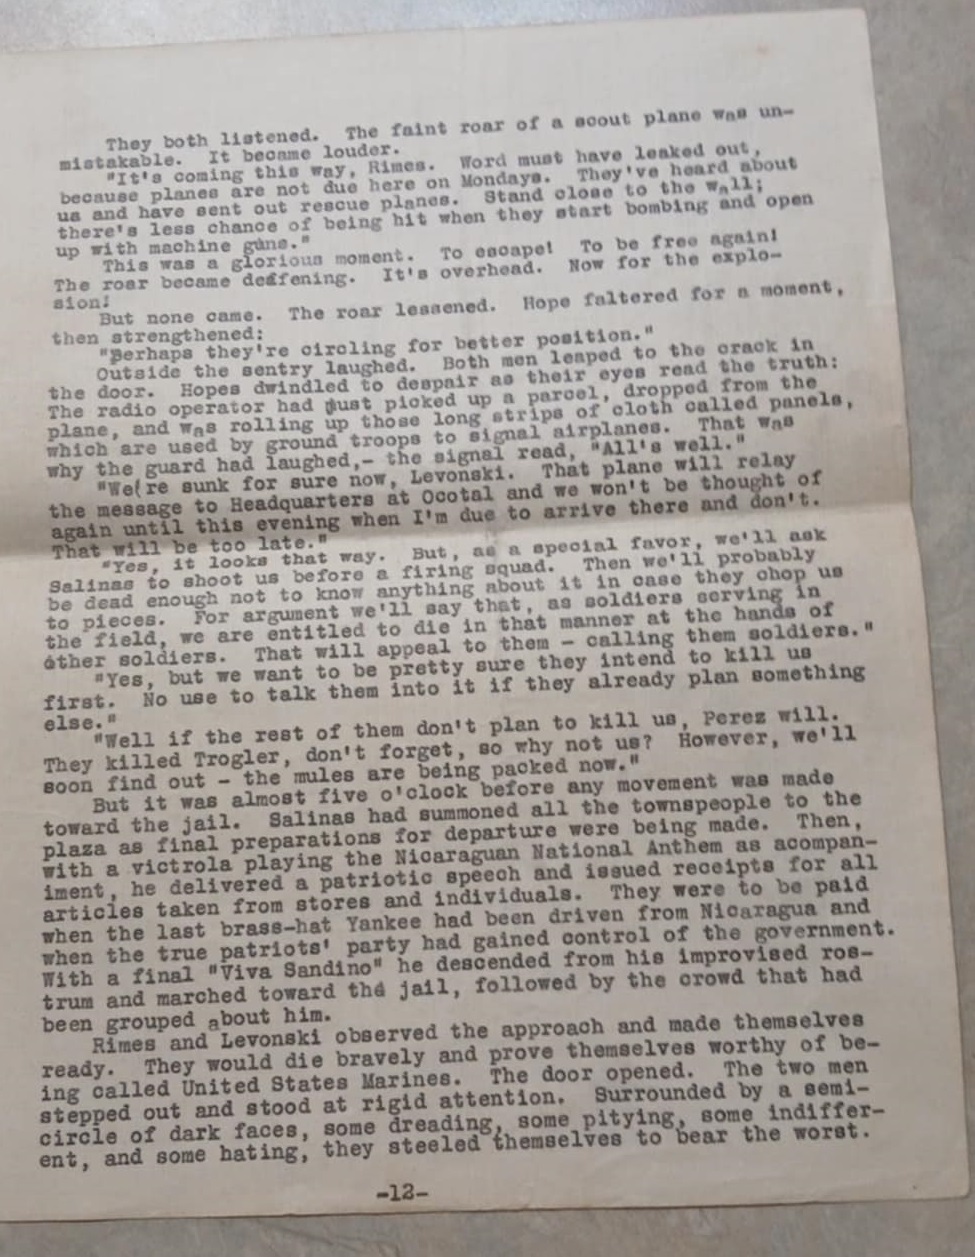 They both listened.  The faint roar of a scout plane was un-
mistakable.  It became louder.
"It's coming this way, Rimes.  Word must have leaked out,
because planes are not due here on Mondays.  They've heard about
us and have sent out rescue planes.  Stand close to the wall;
there's less chance of being hit when they start bombing and open
up with machine guns."
This was a glorious moment.  To escape!  To be free again!
The roar became deafening.  It's overhead.  Now for the explo-
sion!
But none came.  The roar lessened.  Hope faltered for a moment,
then strengthened:
"Perhaps they're circling for better position."
Outside the sentry laughed.  Both men leaped to the crack in
the door.  Hopes dwindled to despair as their eyes read the truth:
The radio operator had just picked up a parcel, dropped from the
plane, and was rolling up those long strips of cloth called panels,
which are used by ground troops to signal airplanes.  That was
why the guard had laughed,- the signal read, "All's well."
"We're sunk for sure now, Levonski.  That plane will relay
the message to Headquarters at Ocotal and we won't be thought of
again until this evening when I'm due to arrive there and don't.
That will be too late."
"Yes, it looks that way.  But, as a special favor, we'll ask
Salinas to shoot us before a firing squad.  Then we'll probably
be dead enough not to know anything about it in case they chop us
to pieces.  For argument we'll say that, as soldiers serving in
the field, we are entitled to die in that manner at the hands of
other soldiers.  That will appeal to them - calling them soldiers."
"Yes, but we want to be pretty sure they intend to kill us
first.  No use to talk them into it if they already plan something
else."
"Well if the rest of them don't plan to kill us, Perez will.
They killed Trogler, don't forget, so why not us?  However, we'll
soon find out - the mules are being packed now."
But it was almost five o'clock before any movement was made
toward the jail.  Salinas had summoned all the townspeople to the
plaza as final preparations for departure were being made.  Then,
with a victrola playing the Nicaraguan National Anthem as acompan-
iment, he delivered a patriotic speech and issued receipts for all
articles taken from stores and individuals.  They were to be paid
when the last brass-hat Yankee had been driven from Nicaragua and
when the true patriots' party had gained control of the government.
With a final "Viva Sandino" he descended from his improvised ros-
trum and marched toward the jail, followed by the crowd that had
been grouped about him.
Rimes and Levonski observed the approach and made themselves
ready.  They would die bravely and prove themselves worthy of be-
ing called United States Marines.  The door opened.  The two men
stepped out and stood at rigid attention.  Surrounded by a semi-
circle of dark faces, some dreading, some pitying, some indiffer-
ent, and some hating, they steeled themselves to bear the worst.
-12-